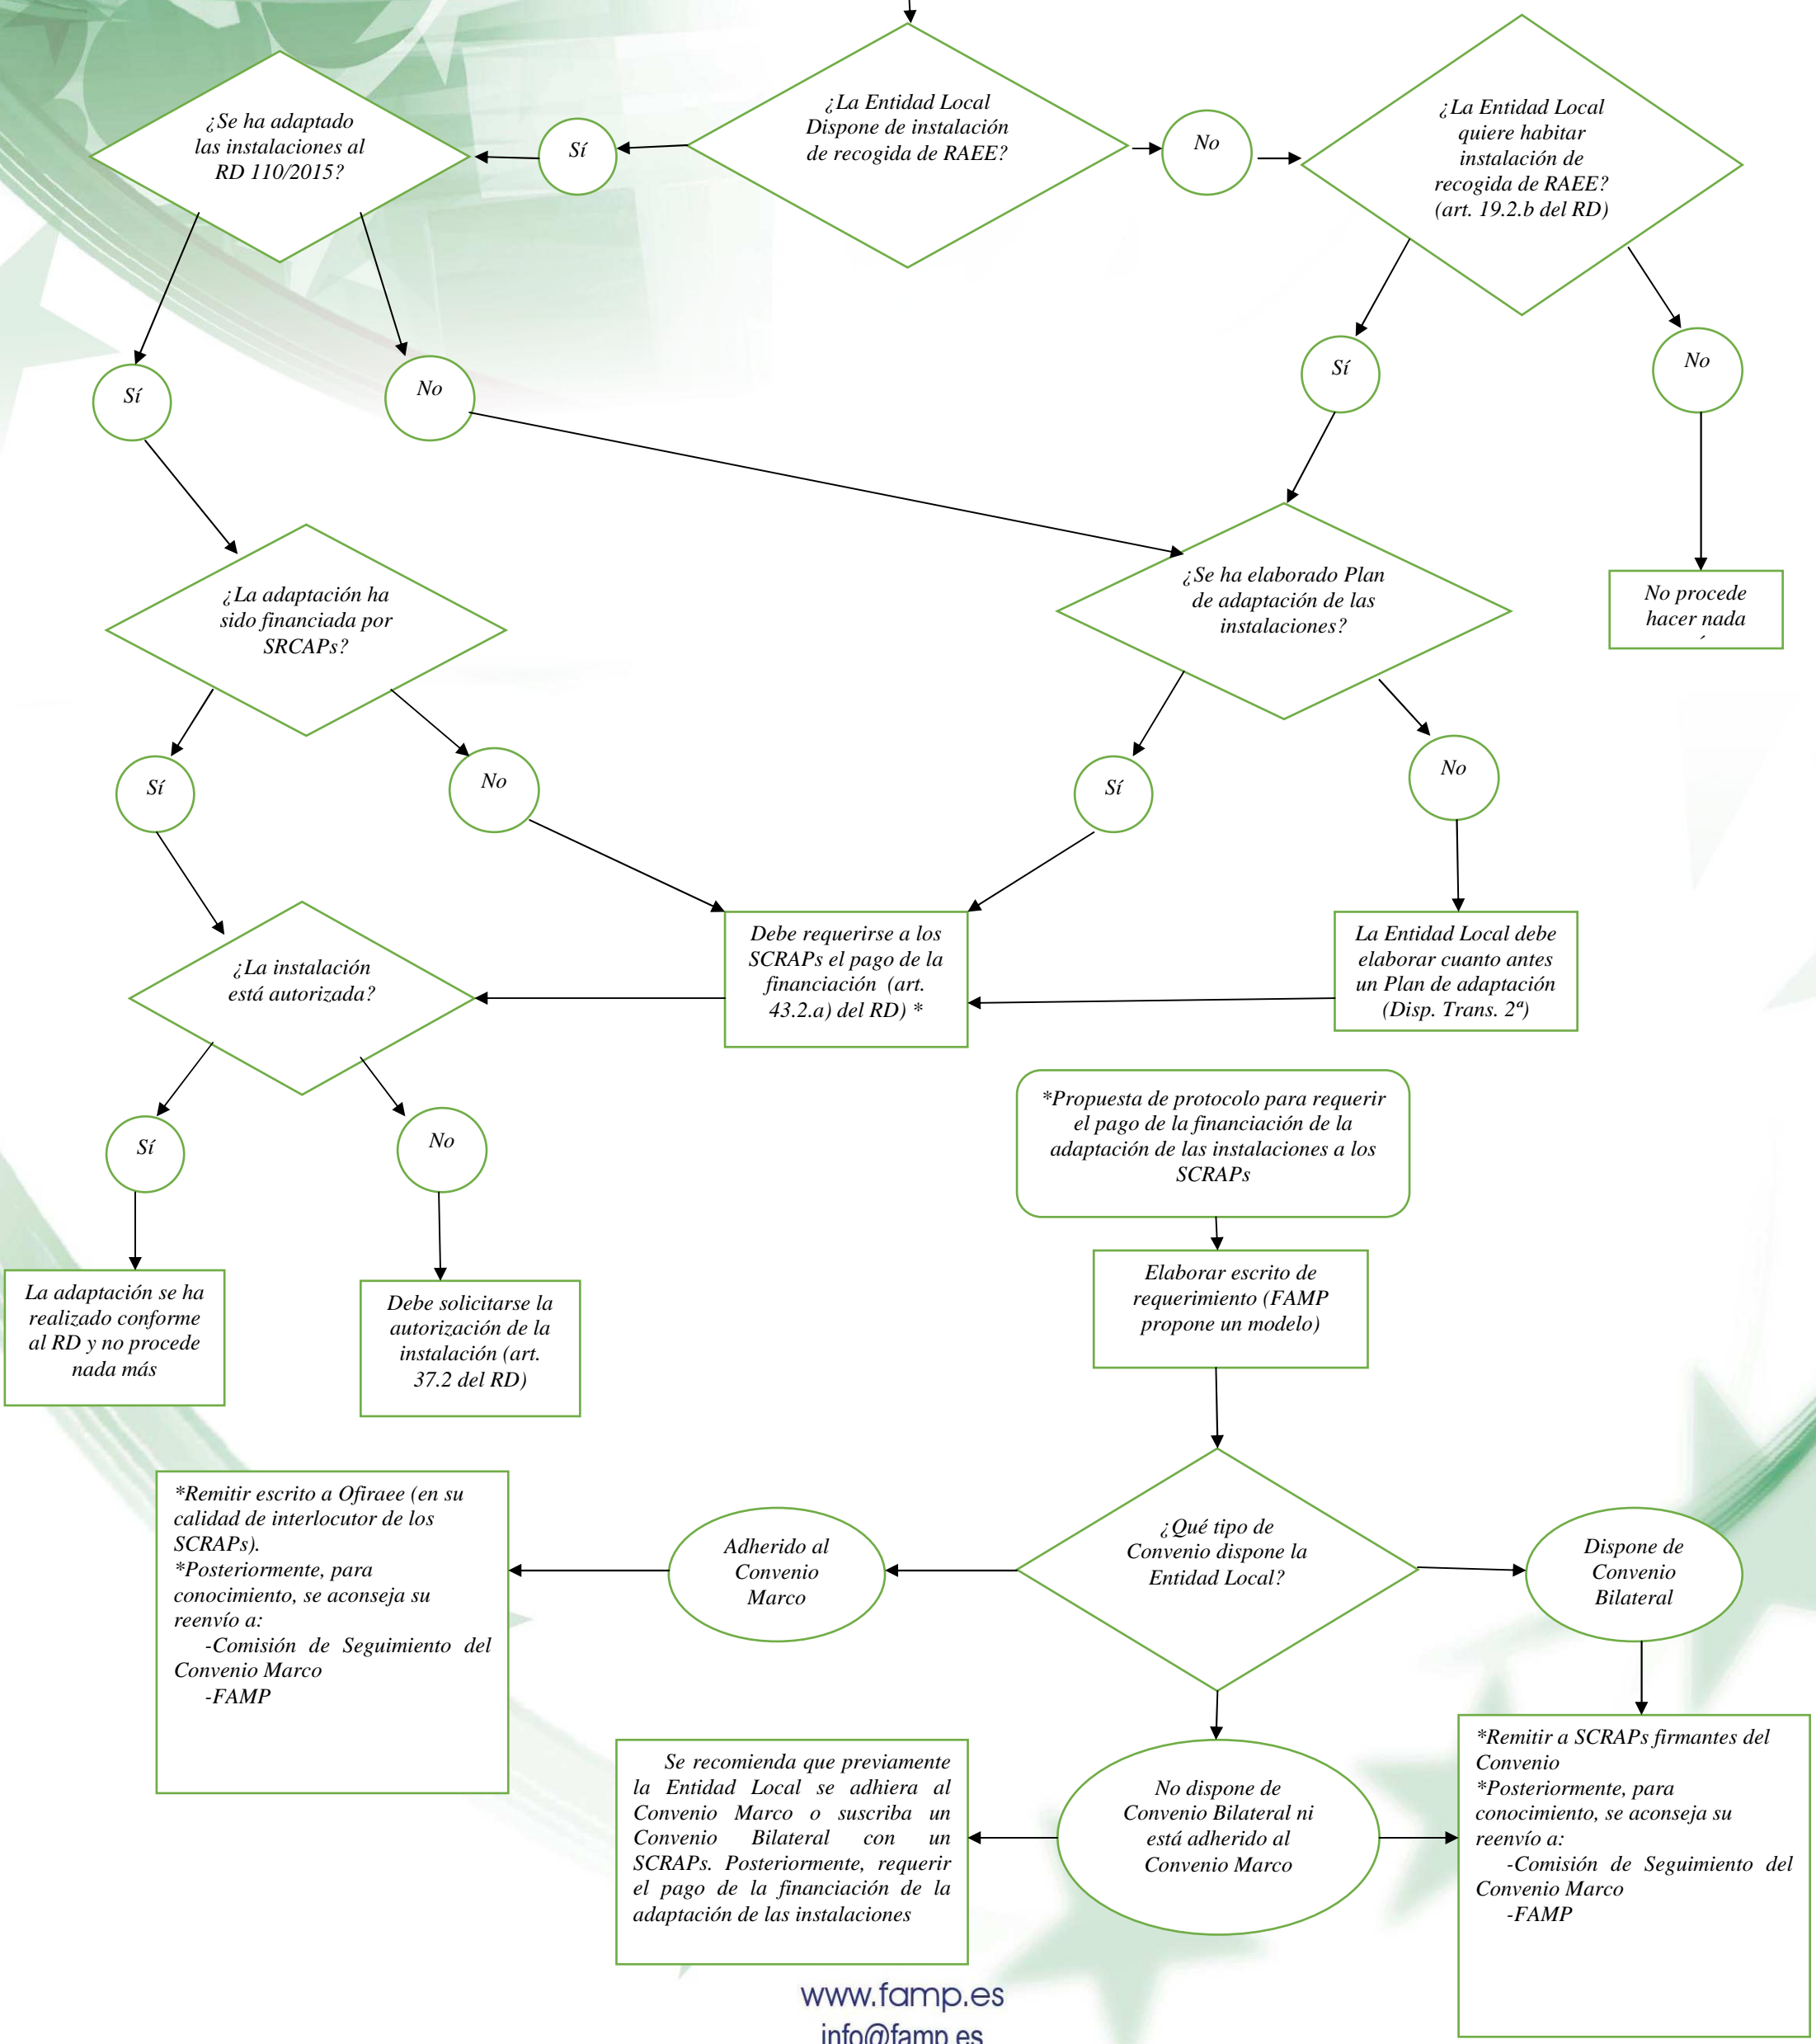 ¿La Entidad Local
Dispone de instalación
de recogida de RAEE?
Sí
No
¿Se ha adaptado
las instalaciones al
RD 110/2015?
¿La Entidad Local
quiere habitar
instalación de
recogida de RAEE?
(art. 19.2.b del RD)
Sí
No
Sí
No
¿La adaptación ha
sido financiada por
SRCAPs?
¿Se ha elaborado Plan
de adaptación de las
instalaciones?
No procede
hacer nada
Sí
No
Sí
No
¿La instalación
está autorizada?
Debe requerirse a los
SCRAPs el pago de la
financiación (art.
43.2.a) del RD) *
La Entidad Local debe
elaborar cuanto antes
un Plan de adaptación
(Disp. Trans. 2ª)
Sí
No
*Propuesta de protocolo para requerir
el pago de la financiación de la
adaptación de las instalaciones a los
SCRAPs
La adaptación se ha
realizado conforme
al RD y no procede
nada más
Debe solicitarse la
autorización de la
instalación (art.
37.2 del RD)
Elaborar escrito de
requerimiento (FAMP
propone un modelo)
*Remitir escrito a Ofiraee (en su
calidad de interlocutor de los
SCRAPs).
*Posteriormente, para
conocimiento, se aconseja su
reenvío a:
-Comisión de Seguimiento del
Convenio Marco
-FAMP
Adherido al
Convenio
Marco
¿Qué tipo de
Convenio dispone la
Entidad Local?
Dispone de
Convenio
Bilateral
Se recomienda que previamente
la Entidad Local se adhiera al
Convenio Marco o suscriba un
Convenio Bilateral con un
SCRAPs. Posteriormente, requerir
el pago de la financiación de la
adaptación de las instalaciones
No dispone de
Convenio Bilateral ni
está adherido al
Convenio Marco
*Remitir a SCRAPs firmantes del
Convenio
*Posteriormente, para
conocimiento, se aconseja su
reenvío a:
-Comisión de Seguimiento del
Convenio Marco
-FAMP
www.famp.es
info@famp.es